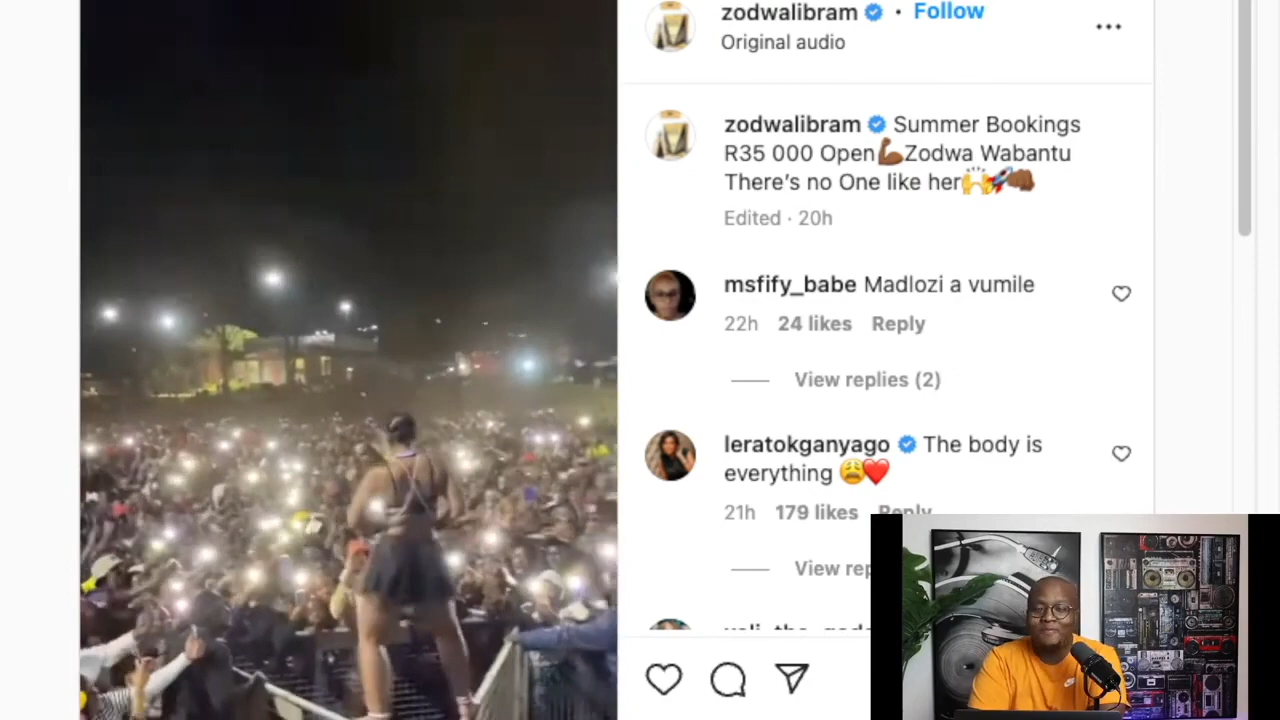 zodwalibram • Follow
Original audio
zodwalibram Summer Bookings
R35 000 Open💪🏾Zodwa Wabantu
There's no One like her🙌🚀👊🏾
Edited · 20h
msfify_babe Madlozi a vumile
22h 24 likes Reply
View replies (2)
leratokganyago The body is
everything 😩❤️
21h 179 likes Reply
View rep